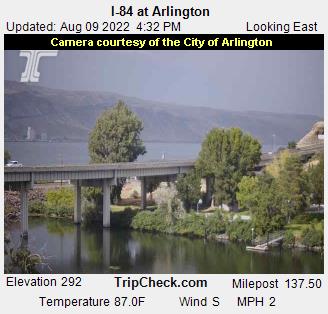 I-84 at Arlington
Updated: Aug 09 2022 4:32 PM Looking East
Camera courtesy of the City of Arlington
Elevation 292 TripCheck.com Milepost 137.50
Temperature 87.0F Wind S MPH 2